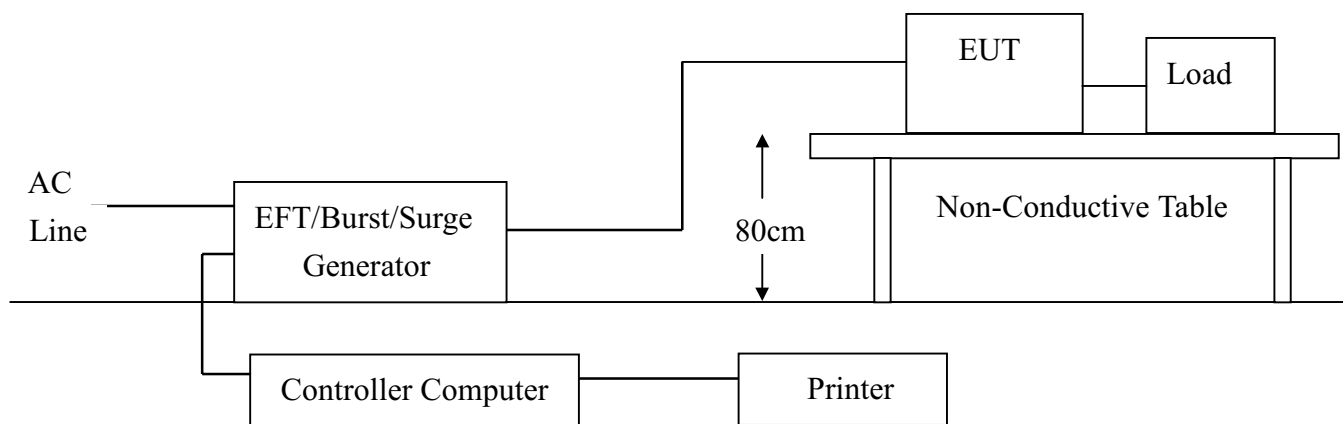 EUT
Load
AC
Line
EFT/Burst/Surge
Generator
80cm
Non-Conductive Table
Controller Computer
Printer